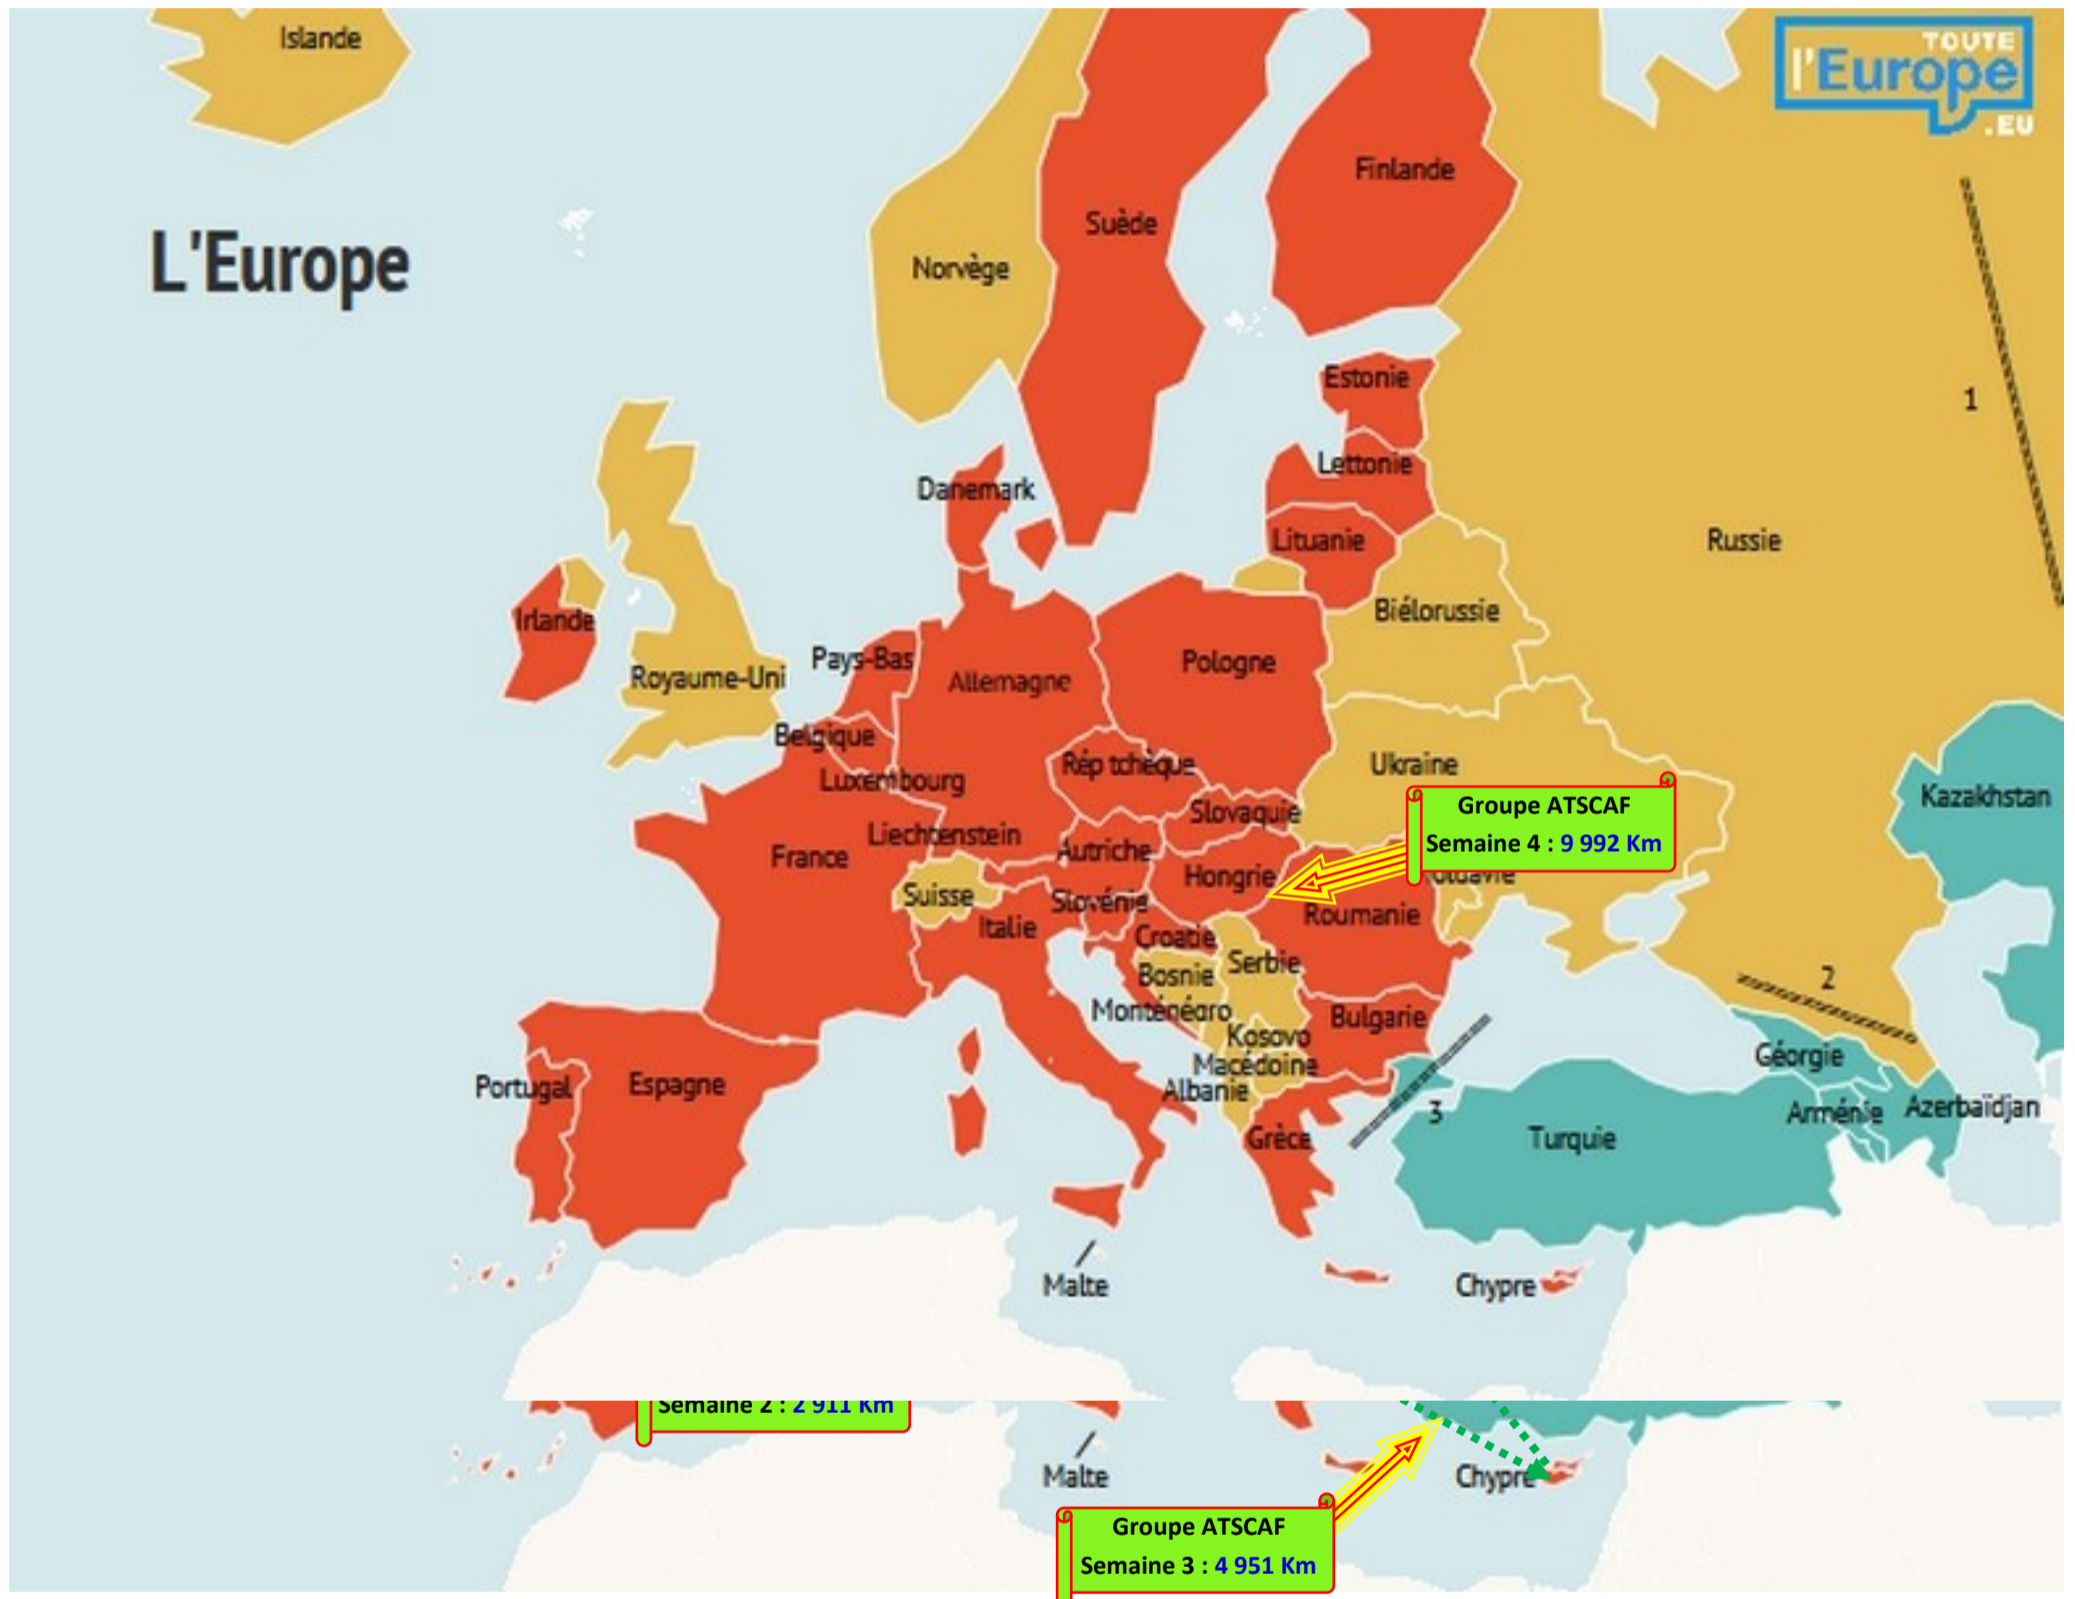 Islande
TOUTE
l'Europe
.EU
Finlande
Suède
L'Europe
Norvège
Estonie
1
Lettonie
Danemark
Lituanie
Russie
Biélorussie
Irlande
Pays-Bas
Pologne
Royaume-Uni
Allemagne
Belgique
Rép tchèque
Ukraine
Luxembourg
Kazakhstan
Groupe ATSCAF
Semaine 4 : 9 992 Km
Slovaquie
Liechtenstein
Autriche
France
Hongrie
Suisse
Slovénie
Roumanie
Italie
Croatie
Serbie
Bosnie
2
Monténégro
Bulgarie
Kosovo
Géorgie
Macédoine
Albanie
Portugal
Espagne
3
Arménie
Azerbaïdjan
Grèce
Turquie
Malte
Chypre
Semaine 2 : 2 911 Km
Malte
Chypre
Groupe ATSCAF
Semaine 3 : 4 951 Km